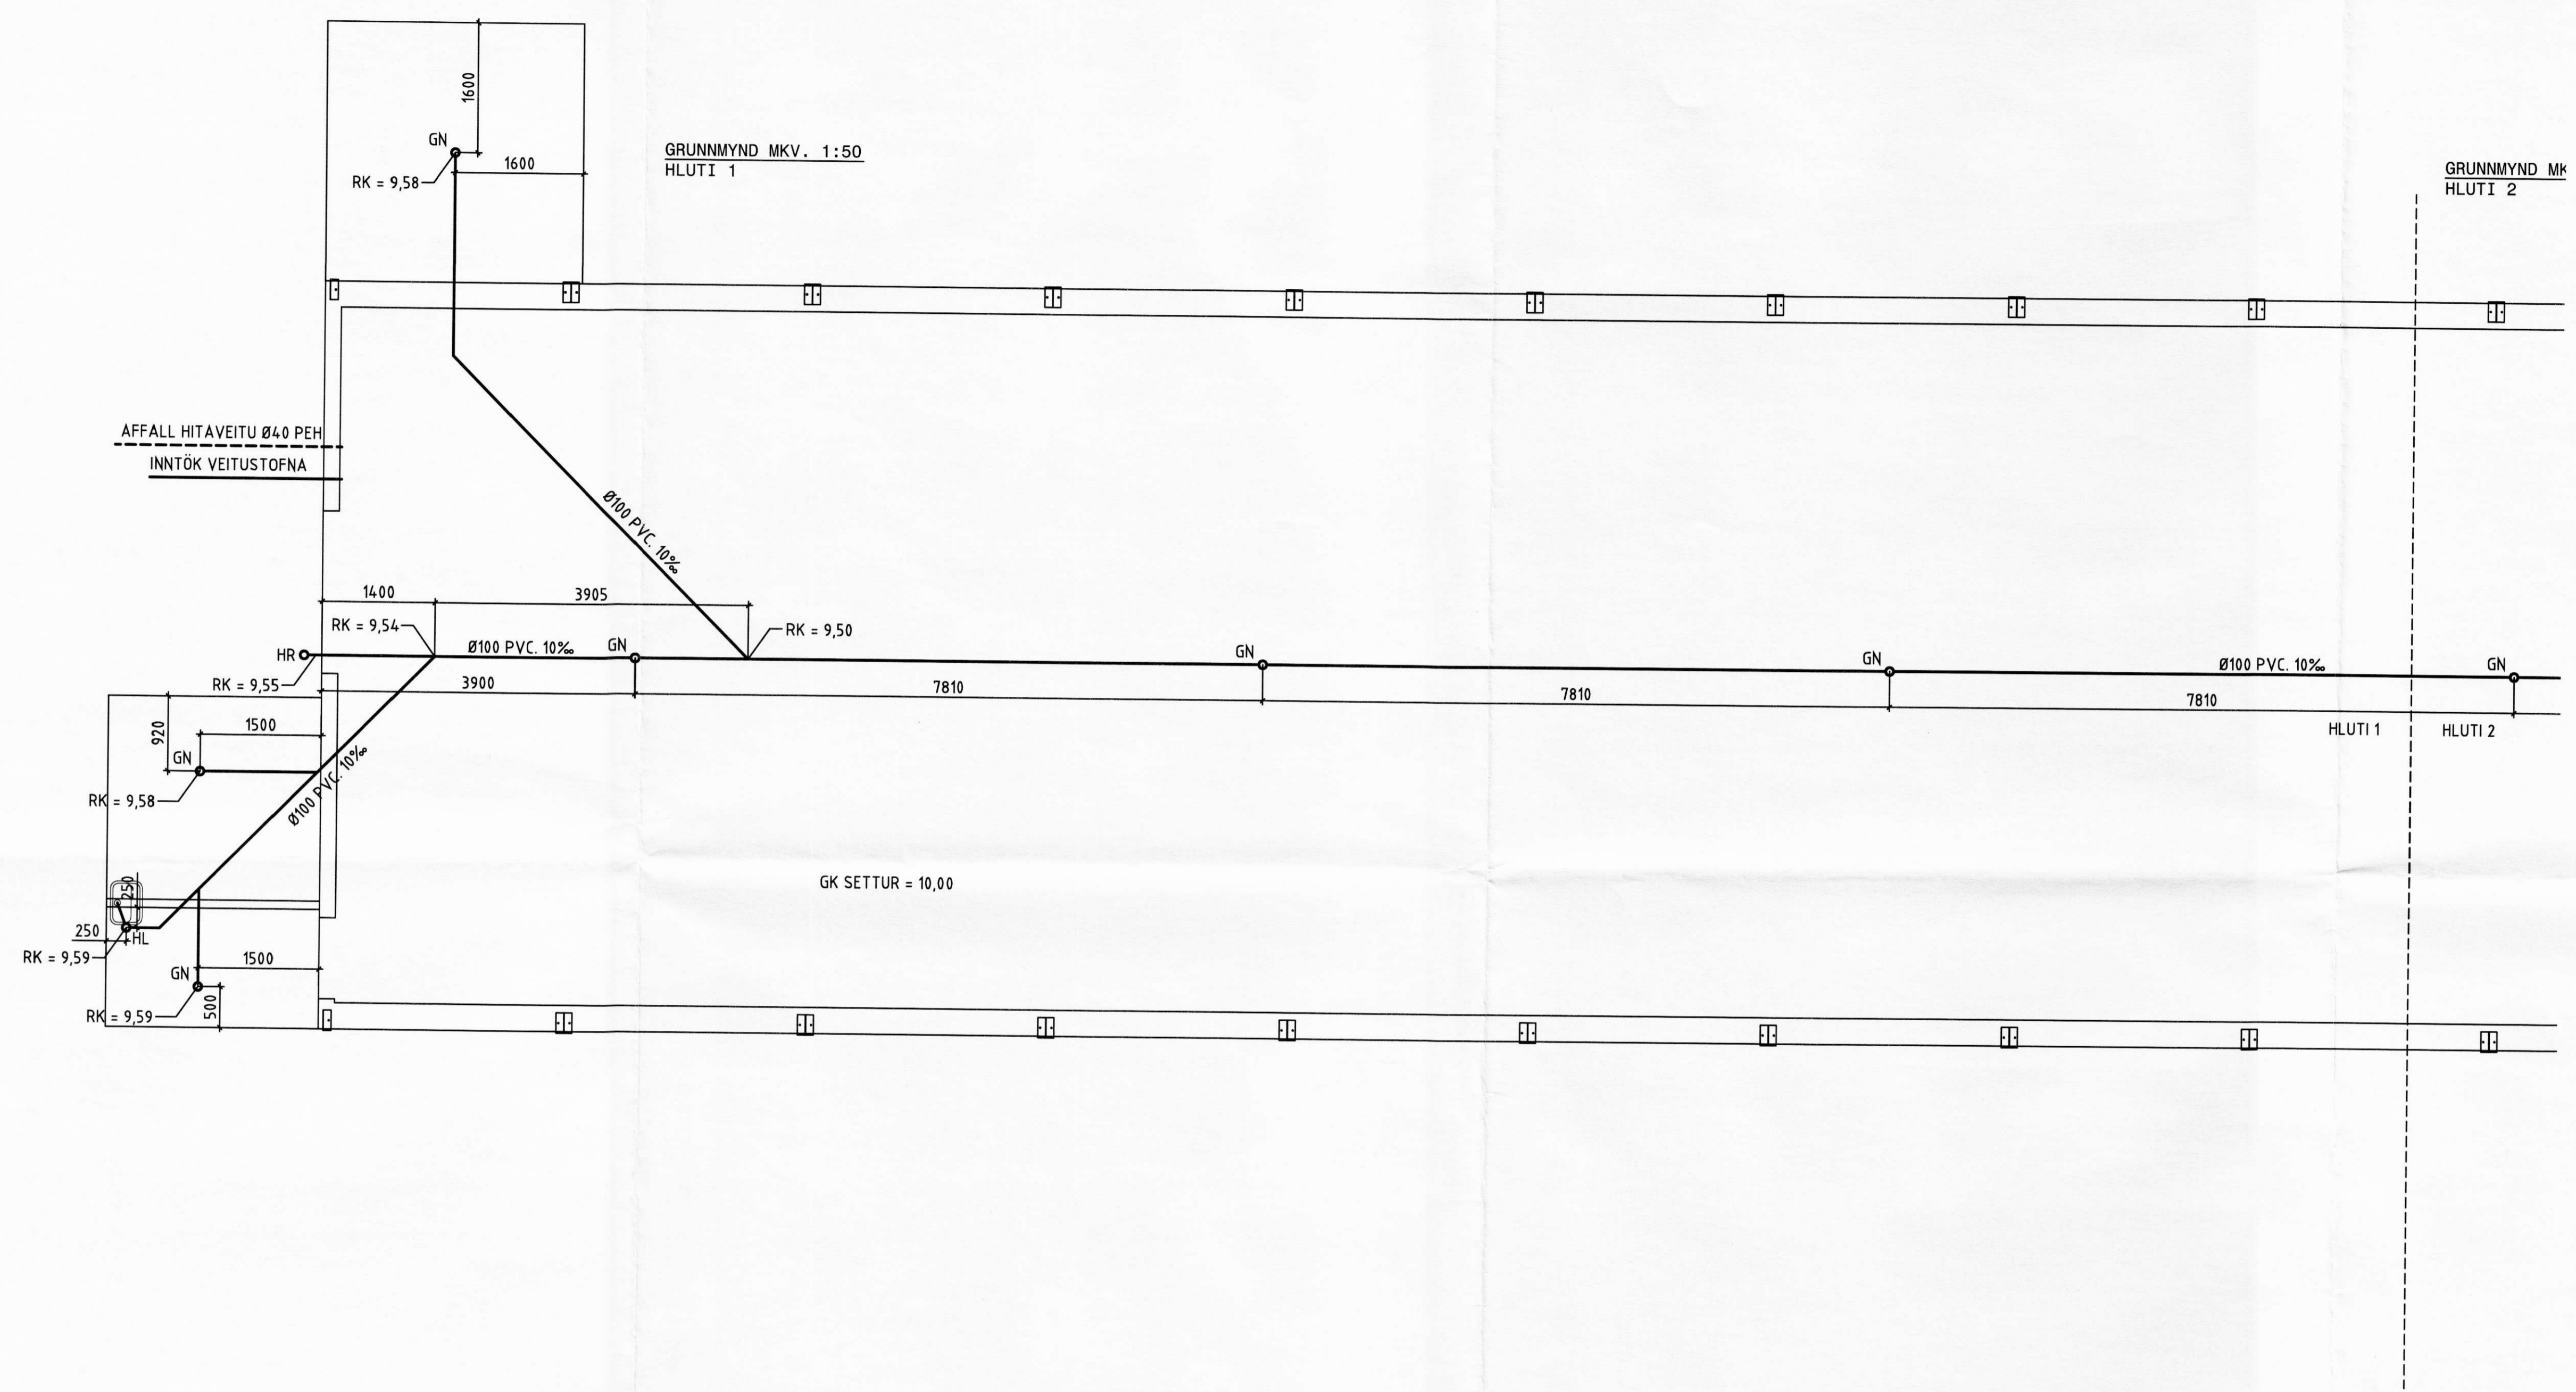 1600
GN
1600
RK = 9,58
GRUNNMYND MKV. 1:50
HLUTI 1
GRUNNMYND MK
HLUTI 2
AFFALL HITAVEITU Ø40 PEH
INNTÖK VEITUSTOFNA
Ø100 PVC. 10‰
1400
3905
RK = 9,54
RK = 9,50
HR
Ø100 PVC. 10‰
GN
GN
GN
Ø100 PVC. 10‰
GN
RK = 9,55
3900
7810
7810
7810
HLUTI 1
HLUTI 2
920
1500
GN
RK = 9,58
Ø100 PVC. 10‰
GK SETTUR = 10,00
250
250
HL
RK = 9,59
1500
GN
500
RK = 9,59